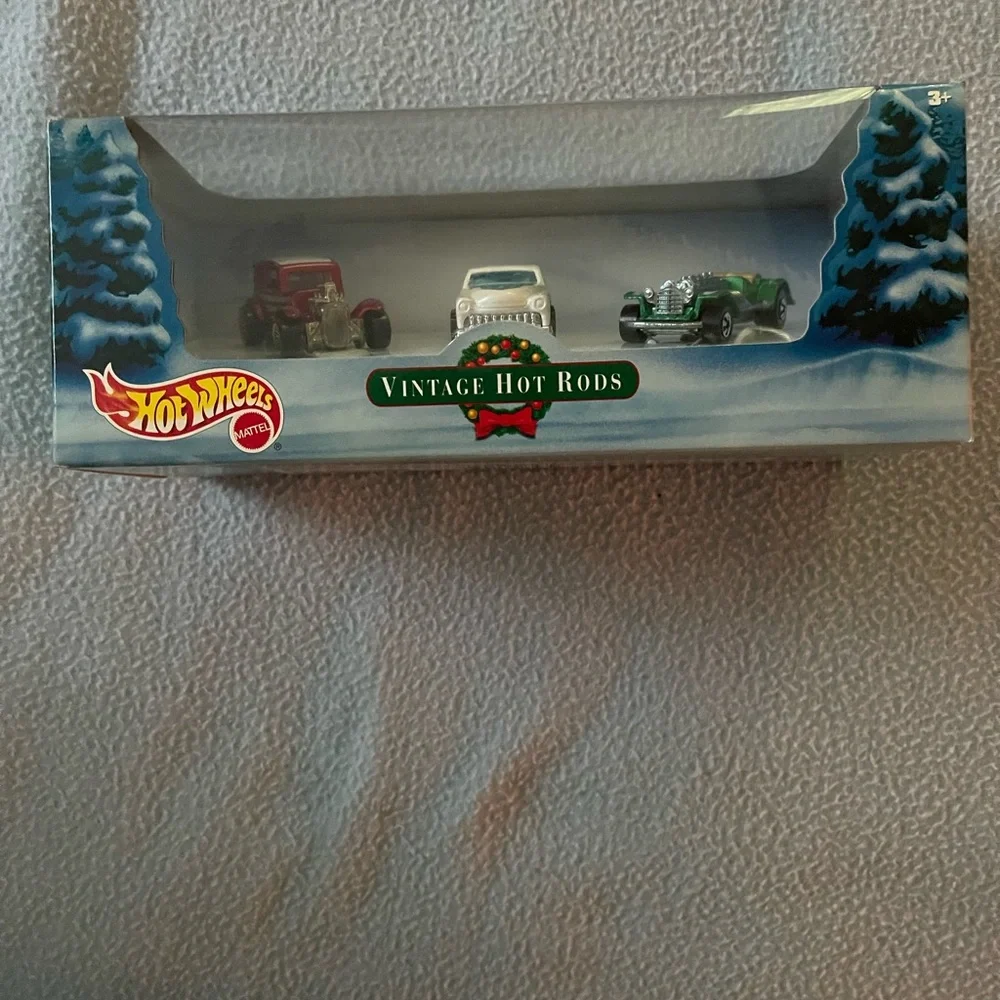 3+
HOT WHEELS
MATTEL
®
VINTAGE HOT RODS